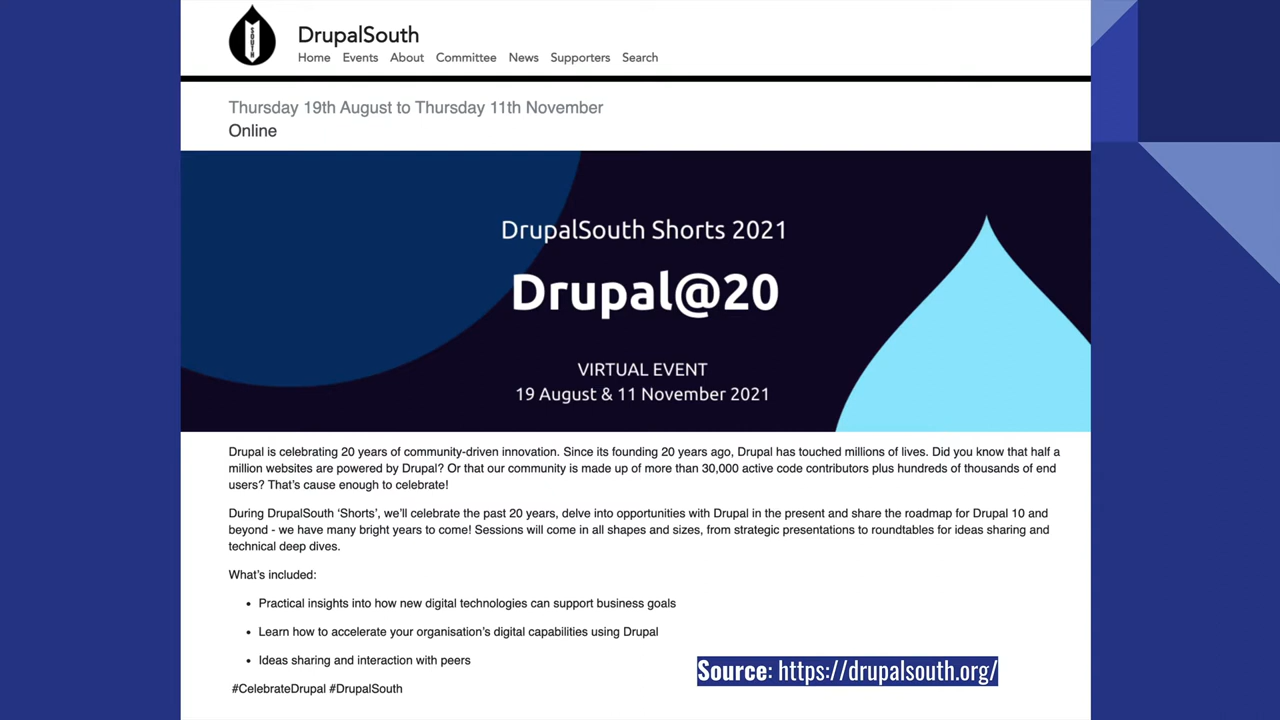 SOUTH
DrupalSouth
Home Events About Committee News Supporters Search
Thursday 19th August to Thursday 11th November
Online
DrupalSouth Shorts 2021
Drupal@20
VIRTUAL EVENT
19 August & 11 November 2021
Drupal is celebrating 20 years of community-driven innovation. Since its founding 20 years ago, Drupal has touched millions of lives. Did you know that half a
million websites are powered by Drupal? Or that our community is made up of more than 30,000 active code contributors plus hundreds of thousands of end
users? That's cause enough to celebrate!
During DrupalSouth ‘Shorts’, we’ll celebrate the past 20 years, delve into opportunities with Drupal in the present and share the roadmap for Drupal 10 and
beyond - we have many bright years to come! Sessions will come in all shapes and sizes, from strategic presentations to roundtables for ideas sharing and
technical deep dives.
What’s included:
• Practical insights into how new digital technologies can support business goals
• Learn how to accelerate your organisation's digital capabilities using Drupal
• Ideas sharing and interaction with peers
#CelebrateDrupal #DrupalSouth
Source: https://drupalsouth.org/